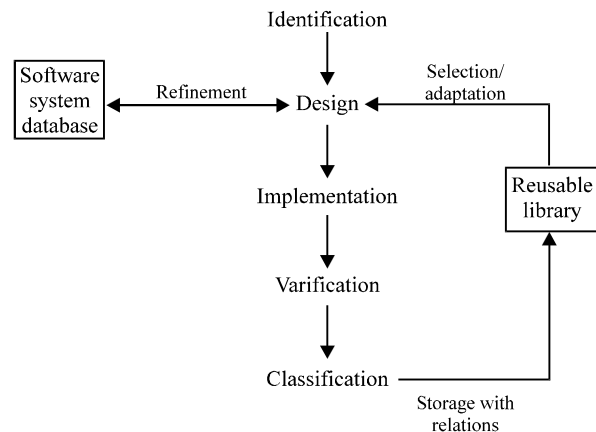 Identification
Software
system
database
Refinement
Design
Selection/
adaptation
Implementation
Reusable
library
Varification
Classification
Storage with
relations